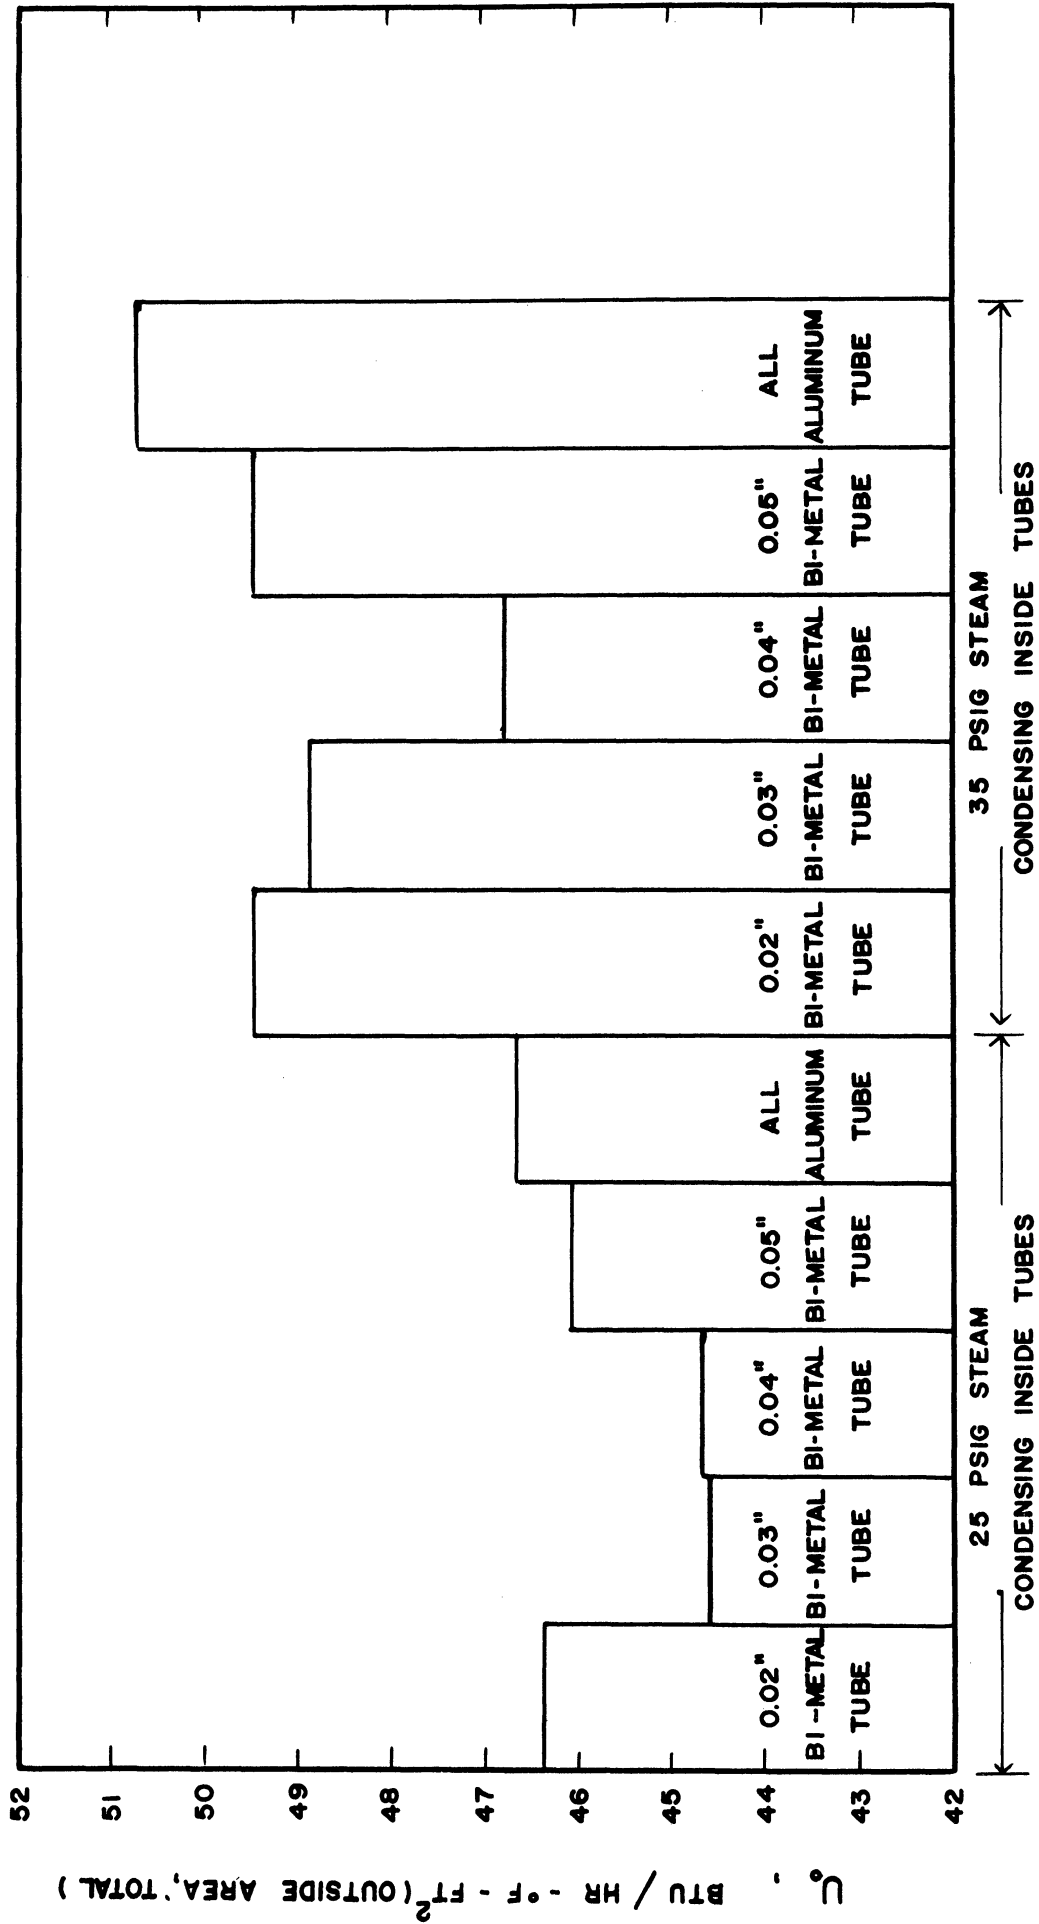 U₀ , BTU / HR - °F - FT² (OUTSIDE AREA, TOTAL)
52
51
50
49
48
47
46
45
44
43
42
0.02"
BI-METAL
TUBE
0.03"
BI-METAL
TUBE
0.04"
BI-METAL
TUBE
0.05"
BI-METAL
TUBE
ALL
ALUMINUM
TUBE
0.02"
BI-METAL
TUBE
0.03"
BI-METAL
TUBE
0.04"
BI-METAL
TUBE
0.05"
BI-METAL
TUBE
ALL
ALUMINUM
TUBE
25 PSIG STEAM
CONDENSING INSIDE TUBES
35 PSIG STEAM
CONDENSING INSIDE TUBES